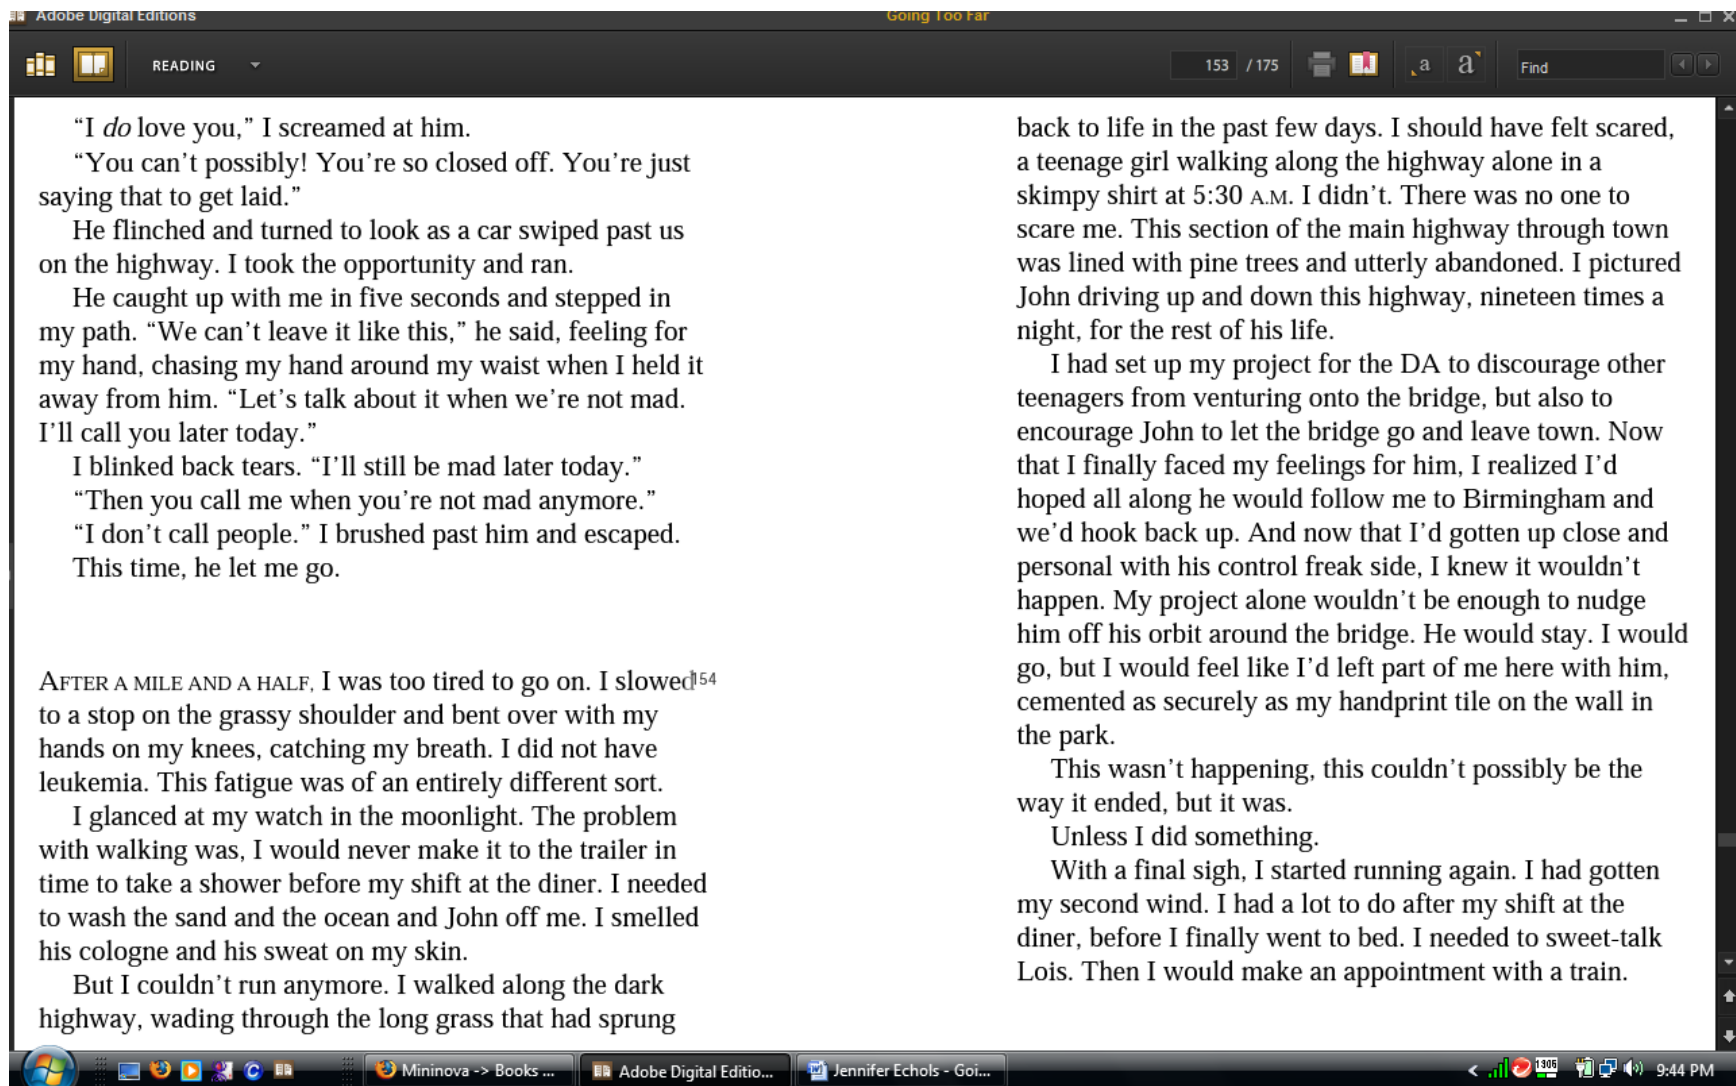 Adobe Digital Editions
Going Too Far
READING
153 / 175
a
a
Find
“I do love you,” I screamed at him.
“You can’t possibly! You’re so closed off. You’re just
saying that to get laid.”
He flinched and turned to look as a car swiped past us
on the highway. I took the opportunity and ran.
He caught up with me in five seconds and stepped in
my path. “We can’t leave it like this,” he said, feeling for
my hand, chasing my hand around my waist when I held it
away from him. “Let’s talk about it when we’re not mad.
I’ll call you later today.”
I blinked back tears. “I’ll still be mad later today.”
“Then you call me when you’re not mad anymore.”
“I don’t call people.” I brushed past him and escaped.
This time, he let me go.
AFTER A MILE AND A HALF, I was too tired to go on. I slowed
154
to a stop on the grassy shoulder and bent over with my
hands on my knees, catching my breath. I did not have
leukemia. This fatigue was of an entirely different sort.
I glanced at my watch in the moonlight. The problem
with walking was, I would never make it to the trailer in
time to take a shower before my shift at the diner. I needed
to wash the sand and the ocean and John off me. I smelled
his cologne and his sweat on my skin.
But I couldn’t run anymore. I walked along the dark
highway, wading through the long grass that had sprung
back to life in the past few days. I should have felt scared,
a teenage girl walking along the highway alone in a
skimpy shirt at 5:30 A.M. I didn’t. There was no one to
scare me. This section of the main highway through town
was lined with pine trees and utterly abandoned. I pictured
John driving up and down this highway, nineteen times a
night, for the rest of his life.
I had set up my project for the DA to discourage other
teenagers from venturing onto the bridge, but also to
encourage John to let the bridge go and leave town. Now
that I finally faced my feelings for him, I realized I’d
hoped all along he would follow me to Birmingham and
we’d hook back up. And now that I’d gotten up close and
personal with his control freak side, I knew it wouldn’t
happen. My project alone wouldn’t be enough to nudge
him off his orbit around the bridge. He would stay. I would
go, but I would feel like I’d left part of me here with him,
cemented as securely as my handprint tile on the wall in
the park.
This wasn’t happening, this couldn’t possibly be the
way it ended, but it was.
Unless I did something.
With a final sigh, I started running again. I had gotten
my second wind. I had a lot to do after my shift at the
diner, before I finally went to bed. I needed to sweet-talk
Lois. Then I would make an appointment with a train.
Mininova -> Books ...
Adobe Digital Editio...
Jennifer Echols - Goi...
1305
9:44 PM